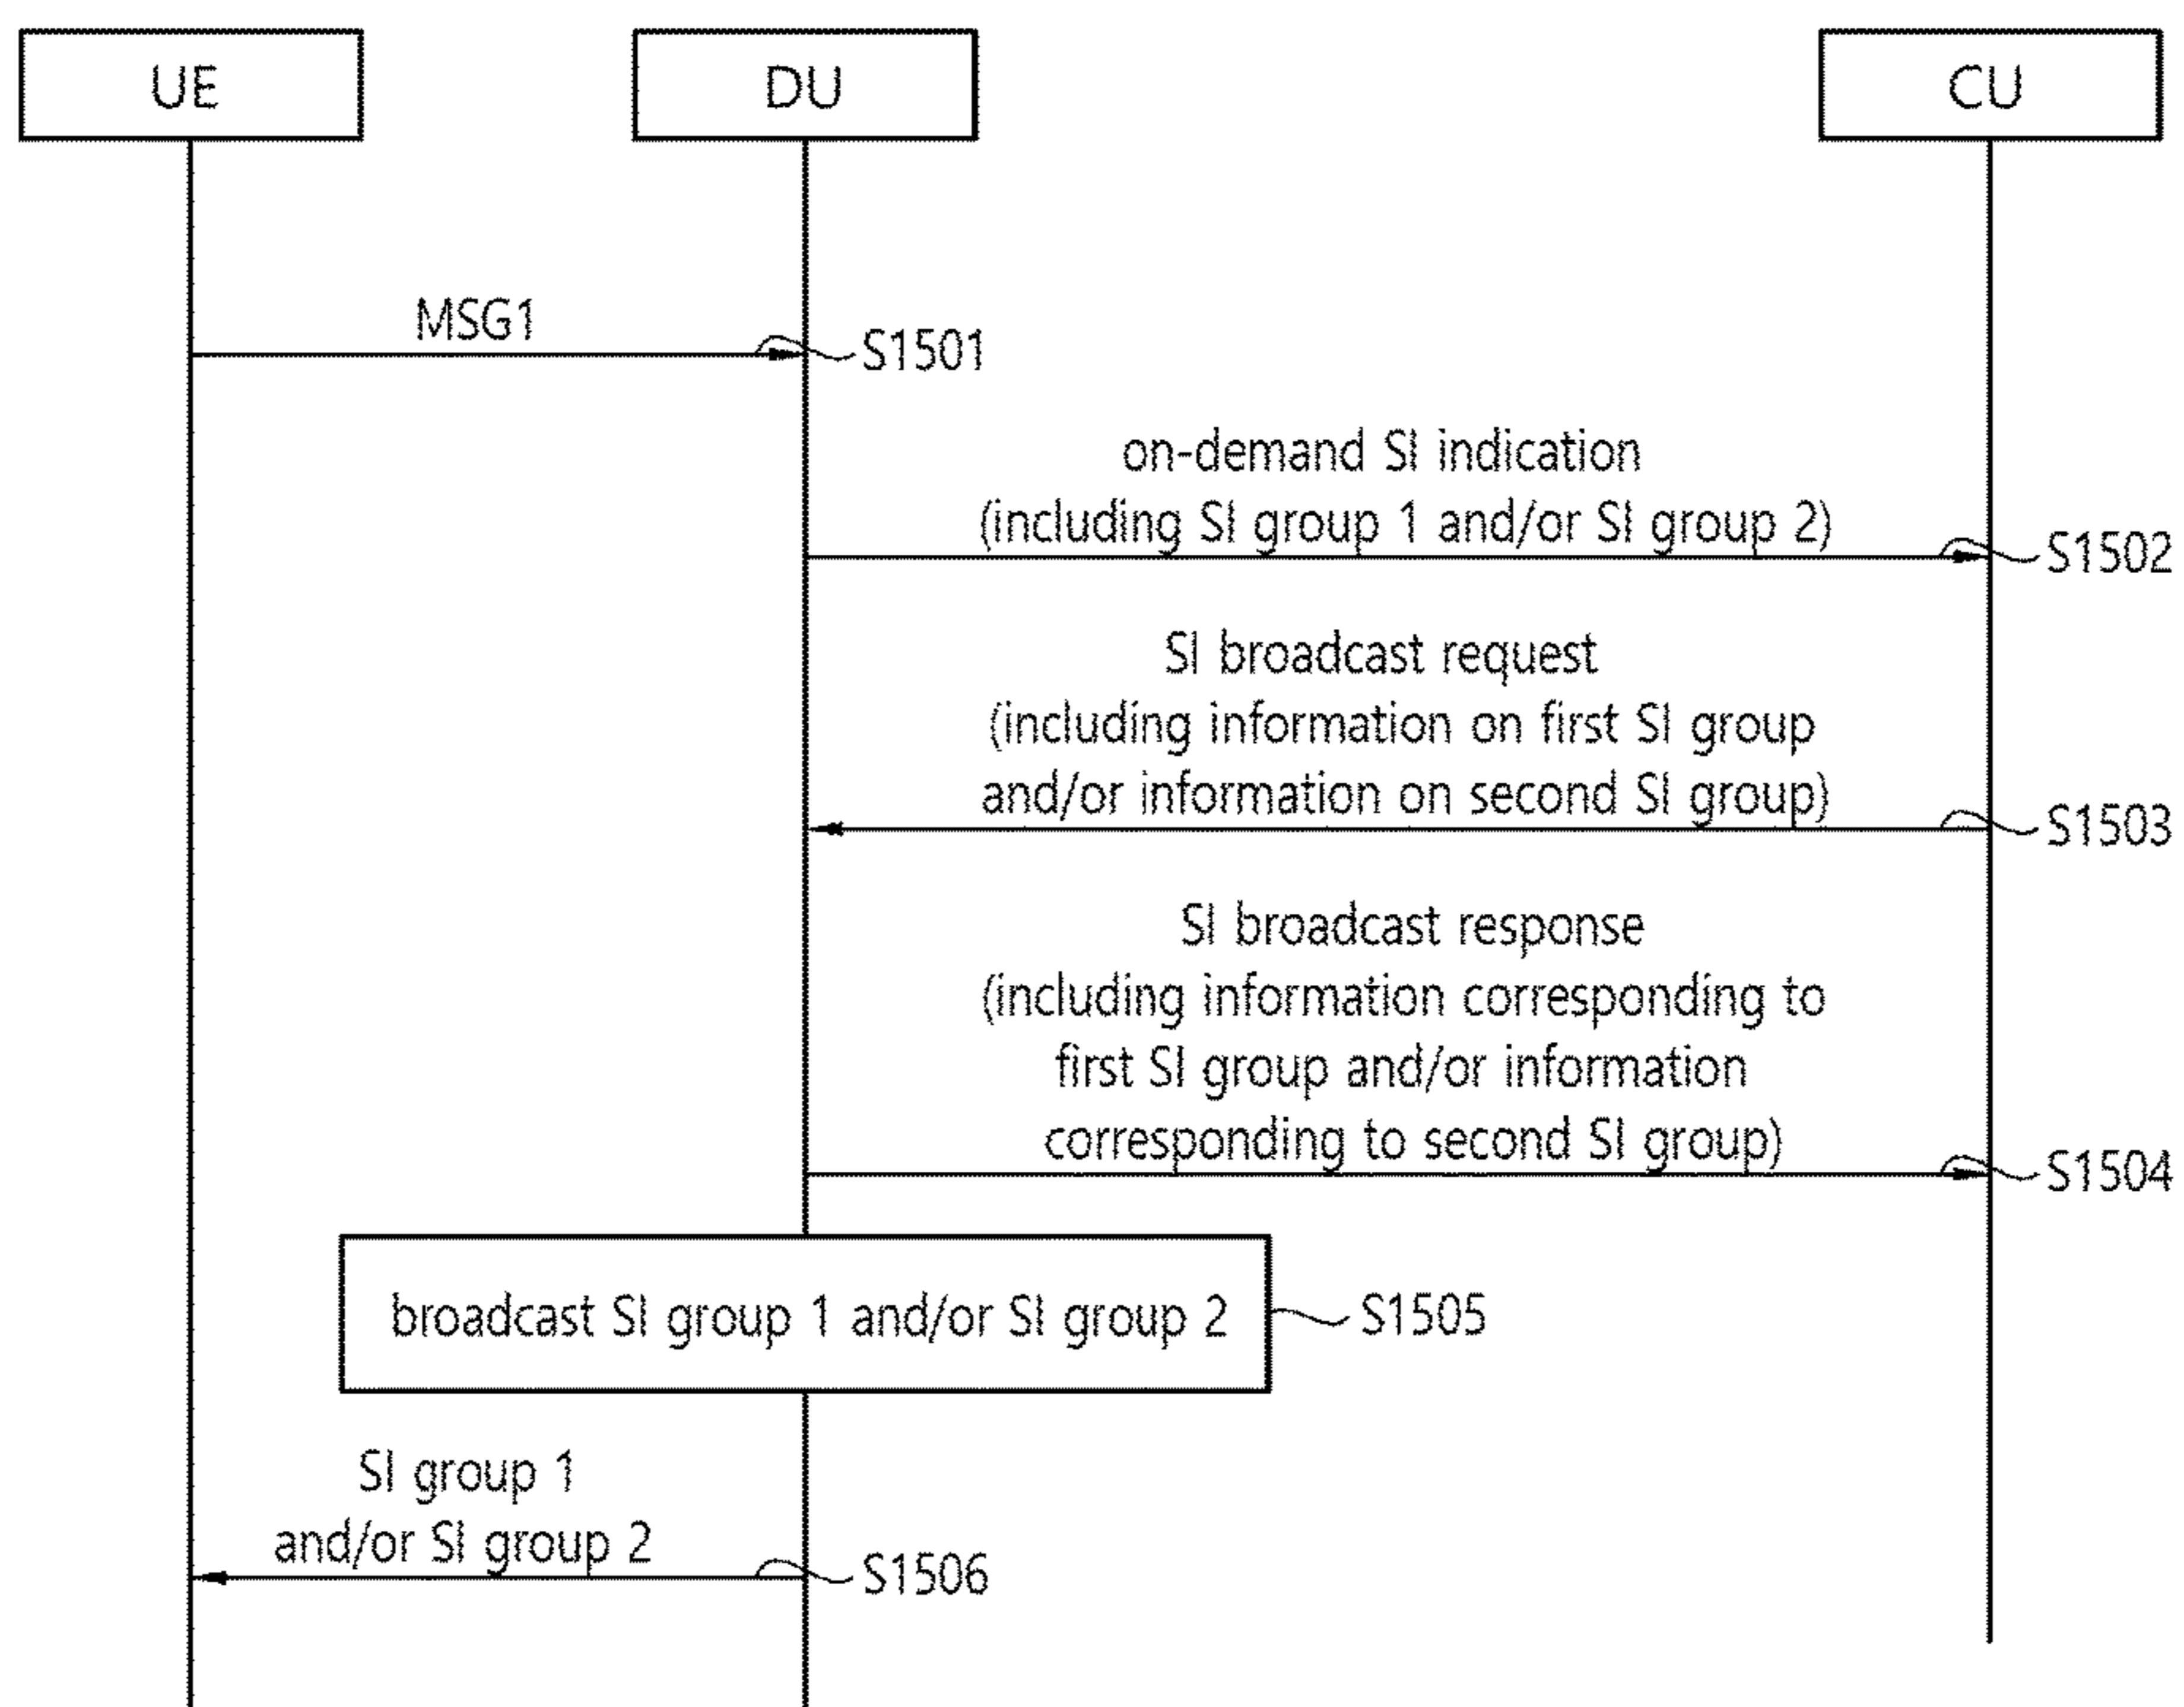 UE
DU
CU
MSG1
S1501
on-demand SI indication
(including SI group 1 and/or SI group 2)
S1502
SI broadcast request
(including information on first SI group
and/or information on second SI group)
S1503
SI broadcast response
(including information corresponding to
first SI group and/or information
corresponding to second SI group)
S1504
broadcast SI group 1 and/or SI group 2
S1505
SI group 1
and/or SI group 2
S1506